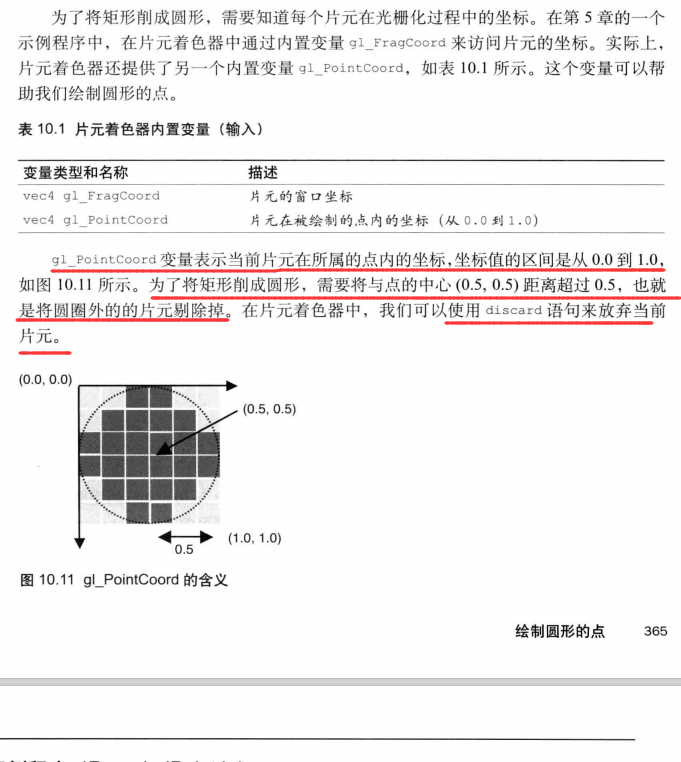 为了将矩形削成圆形，需要知道每个片元在光栅化过程中的坐标。在第 5 章的一个
示例程序中，在片元着色器中通过内置变量 gl_FragCoord 来访问片元的坐标。实际上，
片元着色器还提供了另一个内置变量 gl_PointCoord，如表 10.1 所示。这个变量可以帮
助我们绘制圆形的点。
表 10.1 片元着色器内置变量（输入）
变量类型和名称 描述
vec4 gl_FragCoord 片元的窗口坐标
vec4 gl_PointCoord 片元在被绘制的点内的坐标（从 0.0 到 1.0）
gl_PointCoord 变量表示当前片元在所属的点内的坐标，坐标值的区间是从 0.0 到 1.0，
如图 10.11 所示。为了将矩形削成圆形，需要将与点的中心 (0.5, 0.5) 距离超过 0.5，也就
是将圆圈外的的片元剔除掉。在片元着色器中，我们可以使用 discard 语句来放弃当前
片元。
(0.0, 0.0)
(0.5, 0.5)
(1.0, 1.0)
0.5
图 10.11 gl_PointCoord 的含义
绘制圆形的点 365